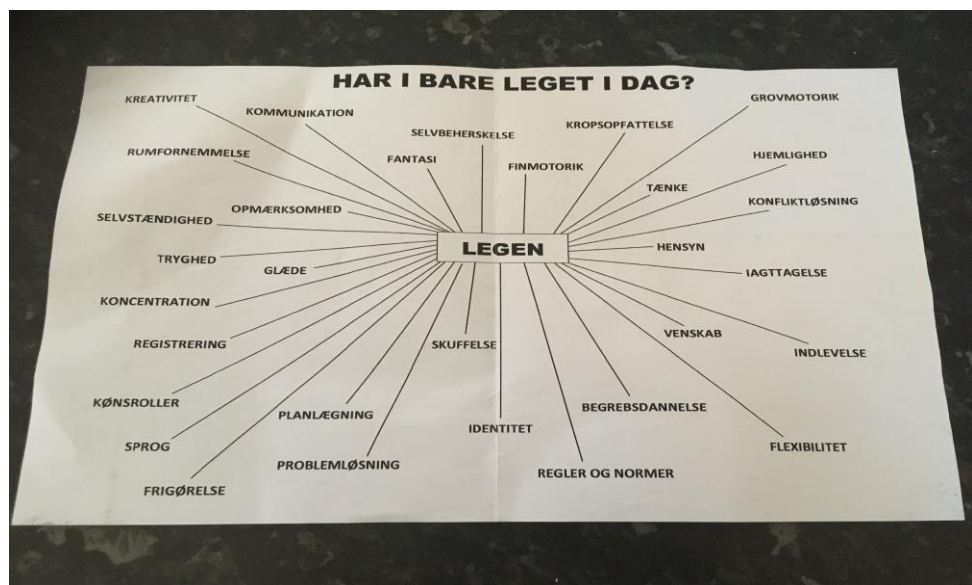 HAR I BARE LEGET I DAG?
KREATIVITET
KOMMUNIKATION
SELVBEHERSKELSE
KROPSOPFATTELSE
GROVMOTORIK
RUMFORNEMMELSE
FANTASI
FINMOTORIK
HJEMLIGHED
TÆNKE
SELVSTÆNDIGHED
OPMÆRKSOMHED
KONFLIKTLØSNING
LEGEN
HENSYN
TRYGHED
GLÆDE
IAGTTAGELSE
KONCENTRATION
REGISTRERING
SKUFFELSE
VENSKAB
INDLEVELSE
KØNSROLLER
PLANLÆGNING
BEGREBSDANNELSE
SPROG
IDENTITET
FLEXIBILITET
PROBLEMLØSNING
REGLER OG NORMER
FRIGØRELSE